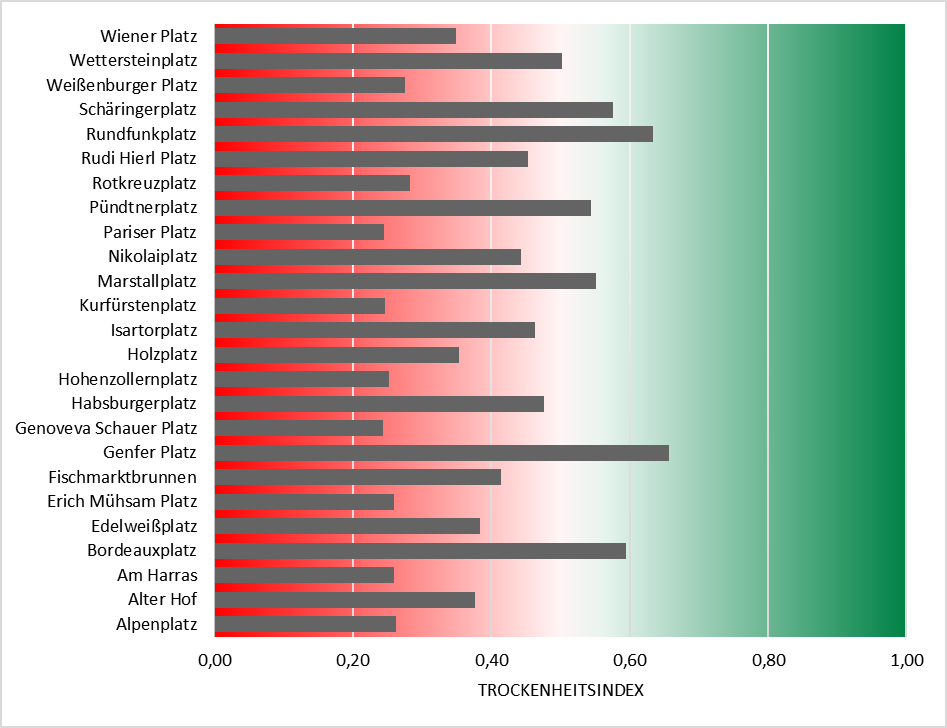 Wiener Platz
Wettersteinplatz
Weißenburger Platz
Schäringerplatz
Rundfunkplatz
Rudi Hierl Platz
Rotkreuzplatz
Pündtnerplatz
Pariser Platz
Nikolaiplatz
Marstallplatz
Kurfürstenplatz
Isartorplatz
Holzplatz
Hohenzollernplatz
Habsburgerplatz
Genoveva Schauer Platz
Genfer Platz
Fischmarktbrunnen
Erich Mühsam Platz
Edelweißplatz
Bordeauxplatz
Am Harras
Alter Hof
Alpenplatz
0,00 0,20 0,40 0,60 0,80 1,00
TROCKENHEITSINDEX